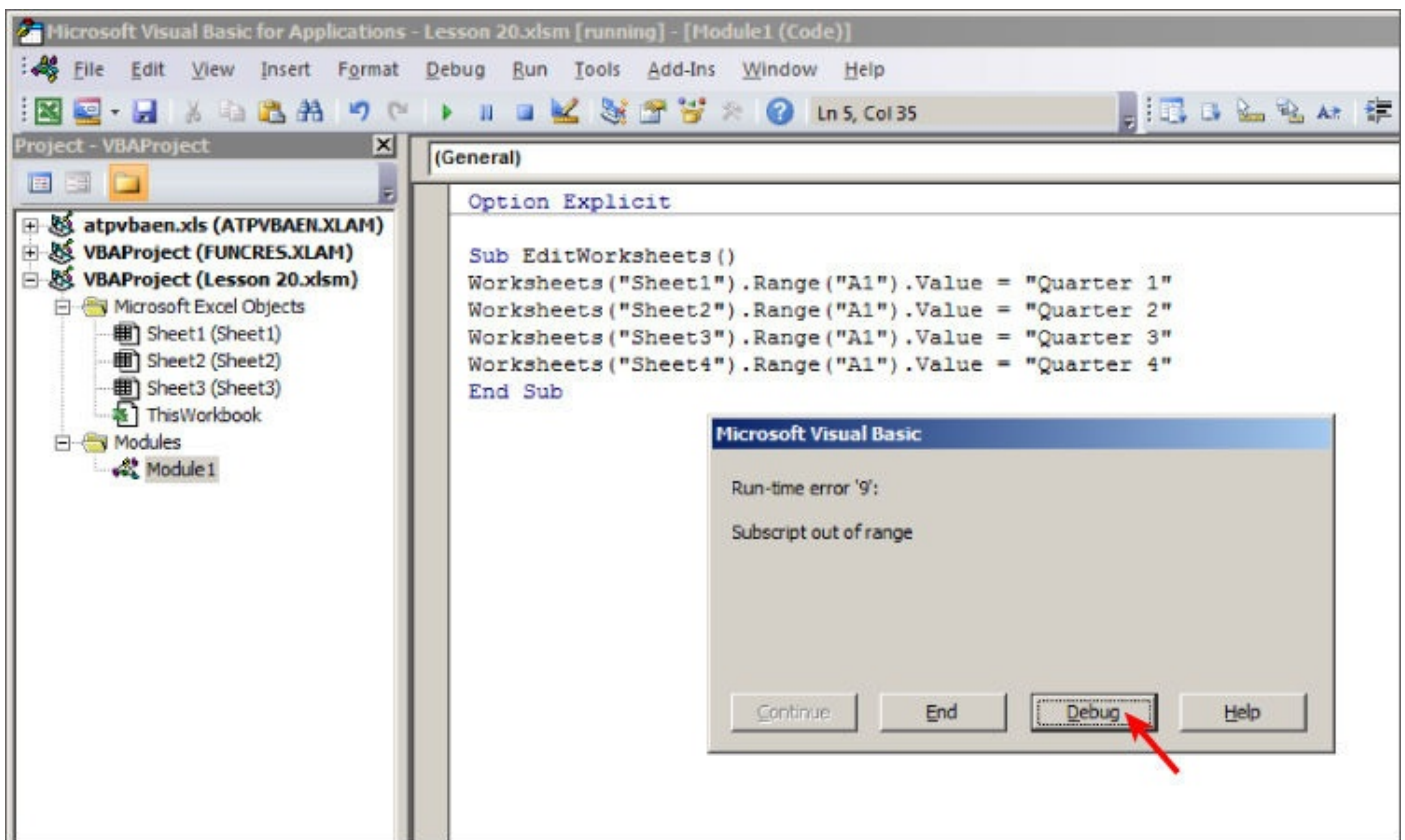 Microsoft Visual Basic for Applications - Lesson 20.xlsm [running] - [Module1 (Code)]
File Edit View Insert Format Debug Run Tools Add-Ins Window Help
Ln 5, Col 35
Project - VBAProject
(General)
atpvbaen.xls (ATPVBAEN.XLAM)
VBAProject (FUNCRES.XLAM)
VBAProject (Lesson 20.xlsm)
Microsoft Excel Objects
Sheet1 (Sheet1)
Sheet2 (Sheet2)
Sheet3 (Sheet3)
ThisWorkbook
Modules
Module1
Option Explicit
Sub EditWorksheets()
Worksheets("Sheet1").Range("A1").Value = "Quarter 1"
Worksheets("Sheet2").Range("A1").Value = "Quarter 2"
Worksheets("Sheet3").Range("A1").Value = "Quarter 3"
Worksheets("Sheet4").Range("A1").Value = "Quarter 4"
End Sub
Microsoft Visual Basic
Run-time error '9':
Subscript out of range
Continue End Debug Help